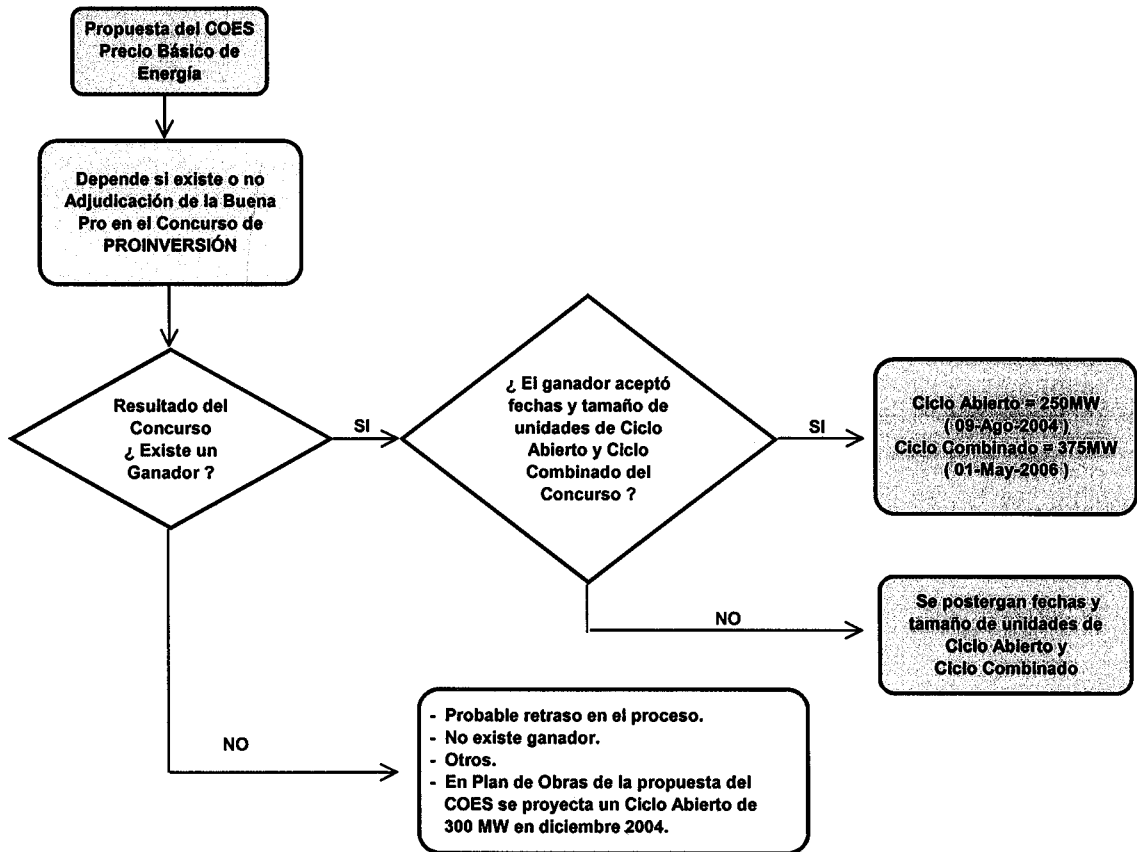 Propuesta del COES
Precio Básico de
Energía
Depende si existe o no
Adjudicación de la Buena
Pro en el Concurso de
PROINVERSIÓN
Resultado del
Concurso
¿ Existe un
Ganador ?
SI
¿ El ganador aceptó
fechas y tamaño de
unidades de Ciclo
Abierto y Ciclo
Combinado del
Concurso ?
SI
Ciclo Abierto = 250MW
( 09-Ago-2004 )
Ciclo Combinado = 375MW
( 01-May-2006 )
NO
Se postergan fechas y
tamaño de unidades de
Ciclo Abierto y
Ciclo Combinado
NO
- Probable retraso en el proceso.
- No existe ganador.
- Otros.
- En Plan de Obras de la propuesta del
COES se proyecta un Ciclo Abierto de
300 MW en diciembre 2004.